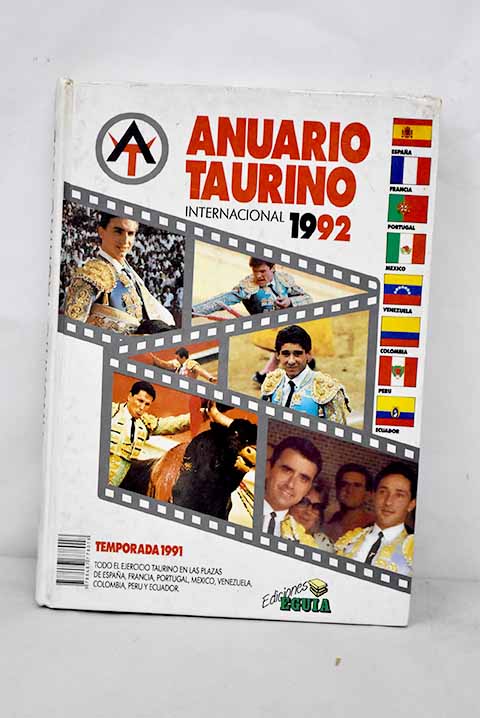 AT
ANUARIO
TAURINO
INTERNACIONAL 1992
ESPAÑA
FRANCIA
PORTUGAL
MEXICO
VENEZUELA
COLOMBIA
PERU
ECUADOR
TEMPORADA 1991
TODO EL EJERCICIO TAURINO EN LAS PLAZAS
DE ESPAÑA, FRANCIA, PORTUGAL, MEXICO, VENEZUELA,
COLOMBIA, PERU Y ECUADOR.
Ediciones
EGUIA